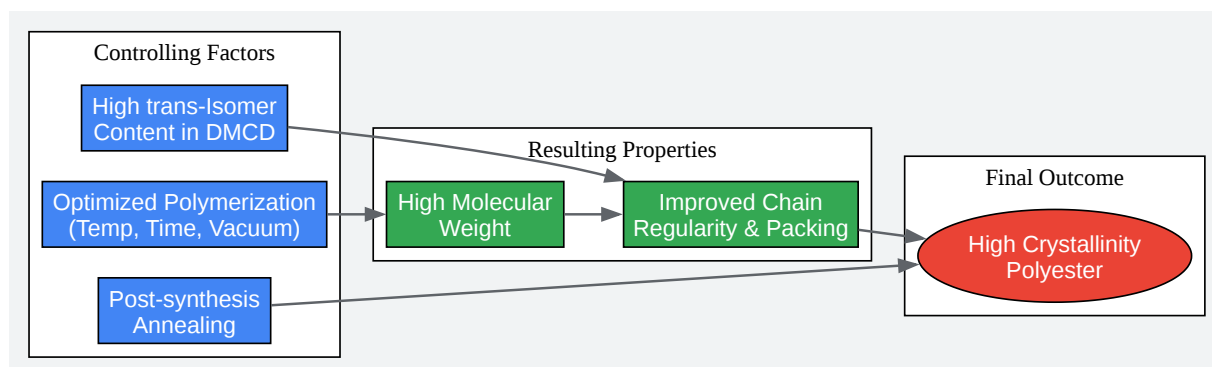 Controlling Factors
High trans-Isomer
Content in DMCD
Optimized Polymerization
(Temp, Time, Vacuum)
Post-synthesis
Annealing
Resulting Properties
High Molecular
Weight
Improved Chain
Regularity & Packing
Final Outcome
High Crystallinity
Polyester